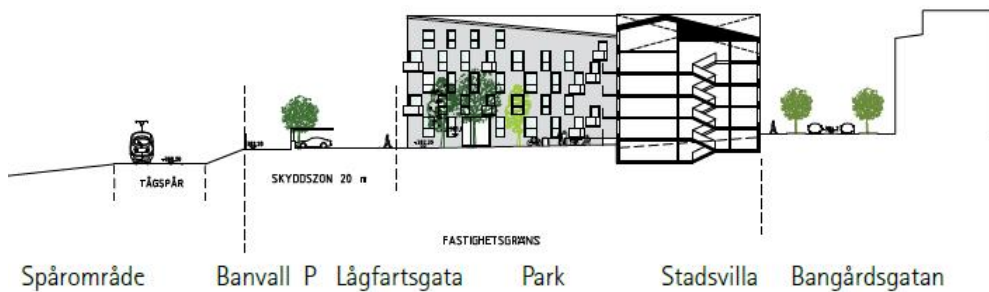 TÅGSPÅR
SKYDDSZON 20 m
FASTIGHETSGRÄNS
Spårområde Banvall P Lågfartsgata Park Stadsvilla Bangårdsgatan